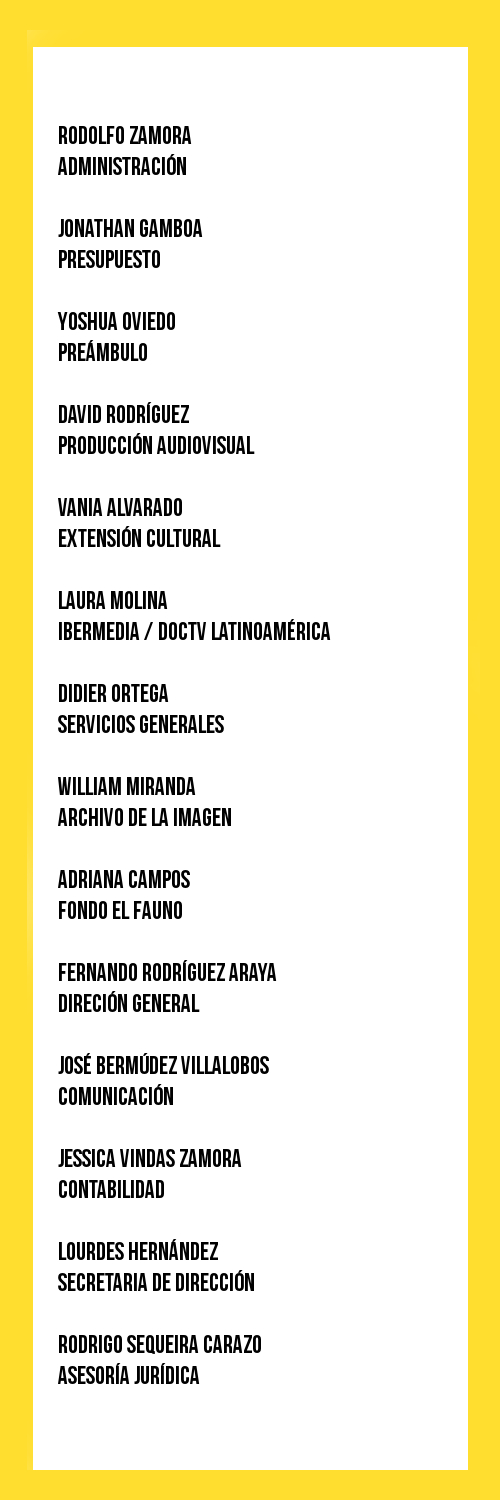 RODOLFO ZAMORA
ADMINISTRACIÓN
JONATHAN GAMBOA
PRESUPUESTO
YOSHUA OVIEDO
PREÁMBULO
DAVID RODRÍGUEZ
PRODUCCIÓN AUDIOVISUAL
VANIA ALVARADO
EXTENSIÓN CULTURAL
LAURA MOLINA
IBERMEDIA / DOCTV LATINOAMÉRICA
DIDIER ORTEGA
SERVICIOS GENERALES
WILLIAM MIRANDA
ARCHIVO DE LA IMAGEN
ADRIANA CAMPOS
FONDO EL FAUNO
FERNANDO RODRÍGUEZ ARAYA
DIRECIÓN GENERAL
JOSÉ BERMÚDEZ VILLALOBOS
COMUNICACIÓN
JESSICA VINDAS ZAMORA
CONTABILIDAD
LOURDES HERNÁNDEZ
SECRETARIA DE DIRECCIÓN
RODRIGO SEQUEIRA CARAZO
ASESORÍA JURÍDICA